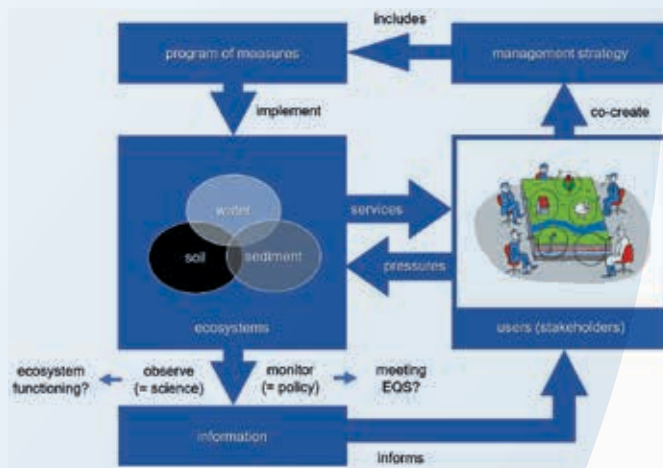 includes
program of measures
management strategy
implement
co-create
water
services
soil
sediment
pressures
ecosystems
users (stakeholders)
ecosystem
functioning?
observe
(= science)
monitor
(= policy)
meeting
EQS?
information
informs